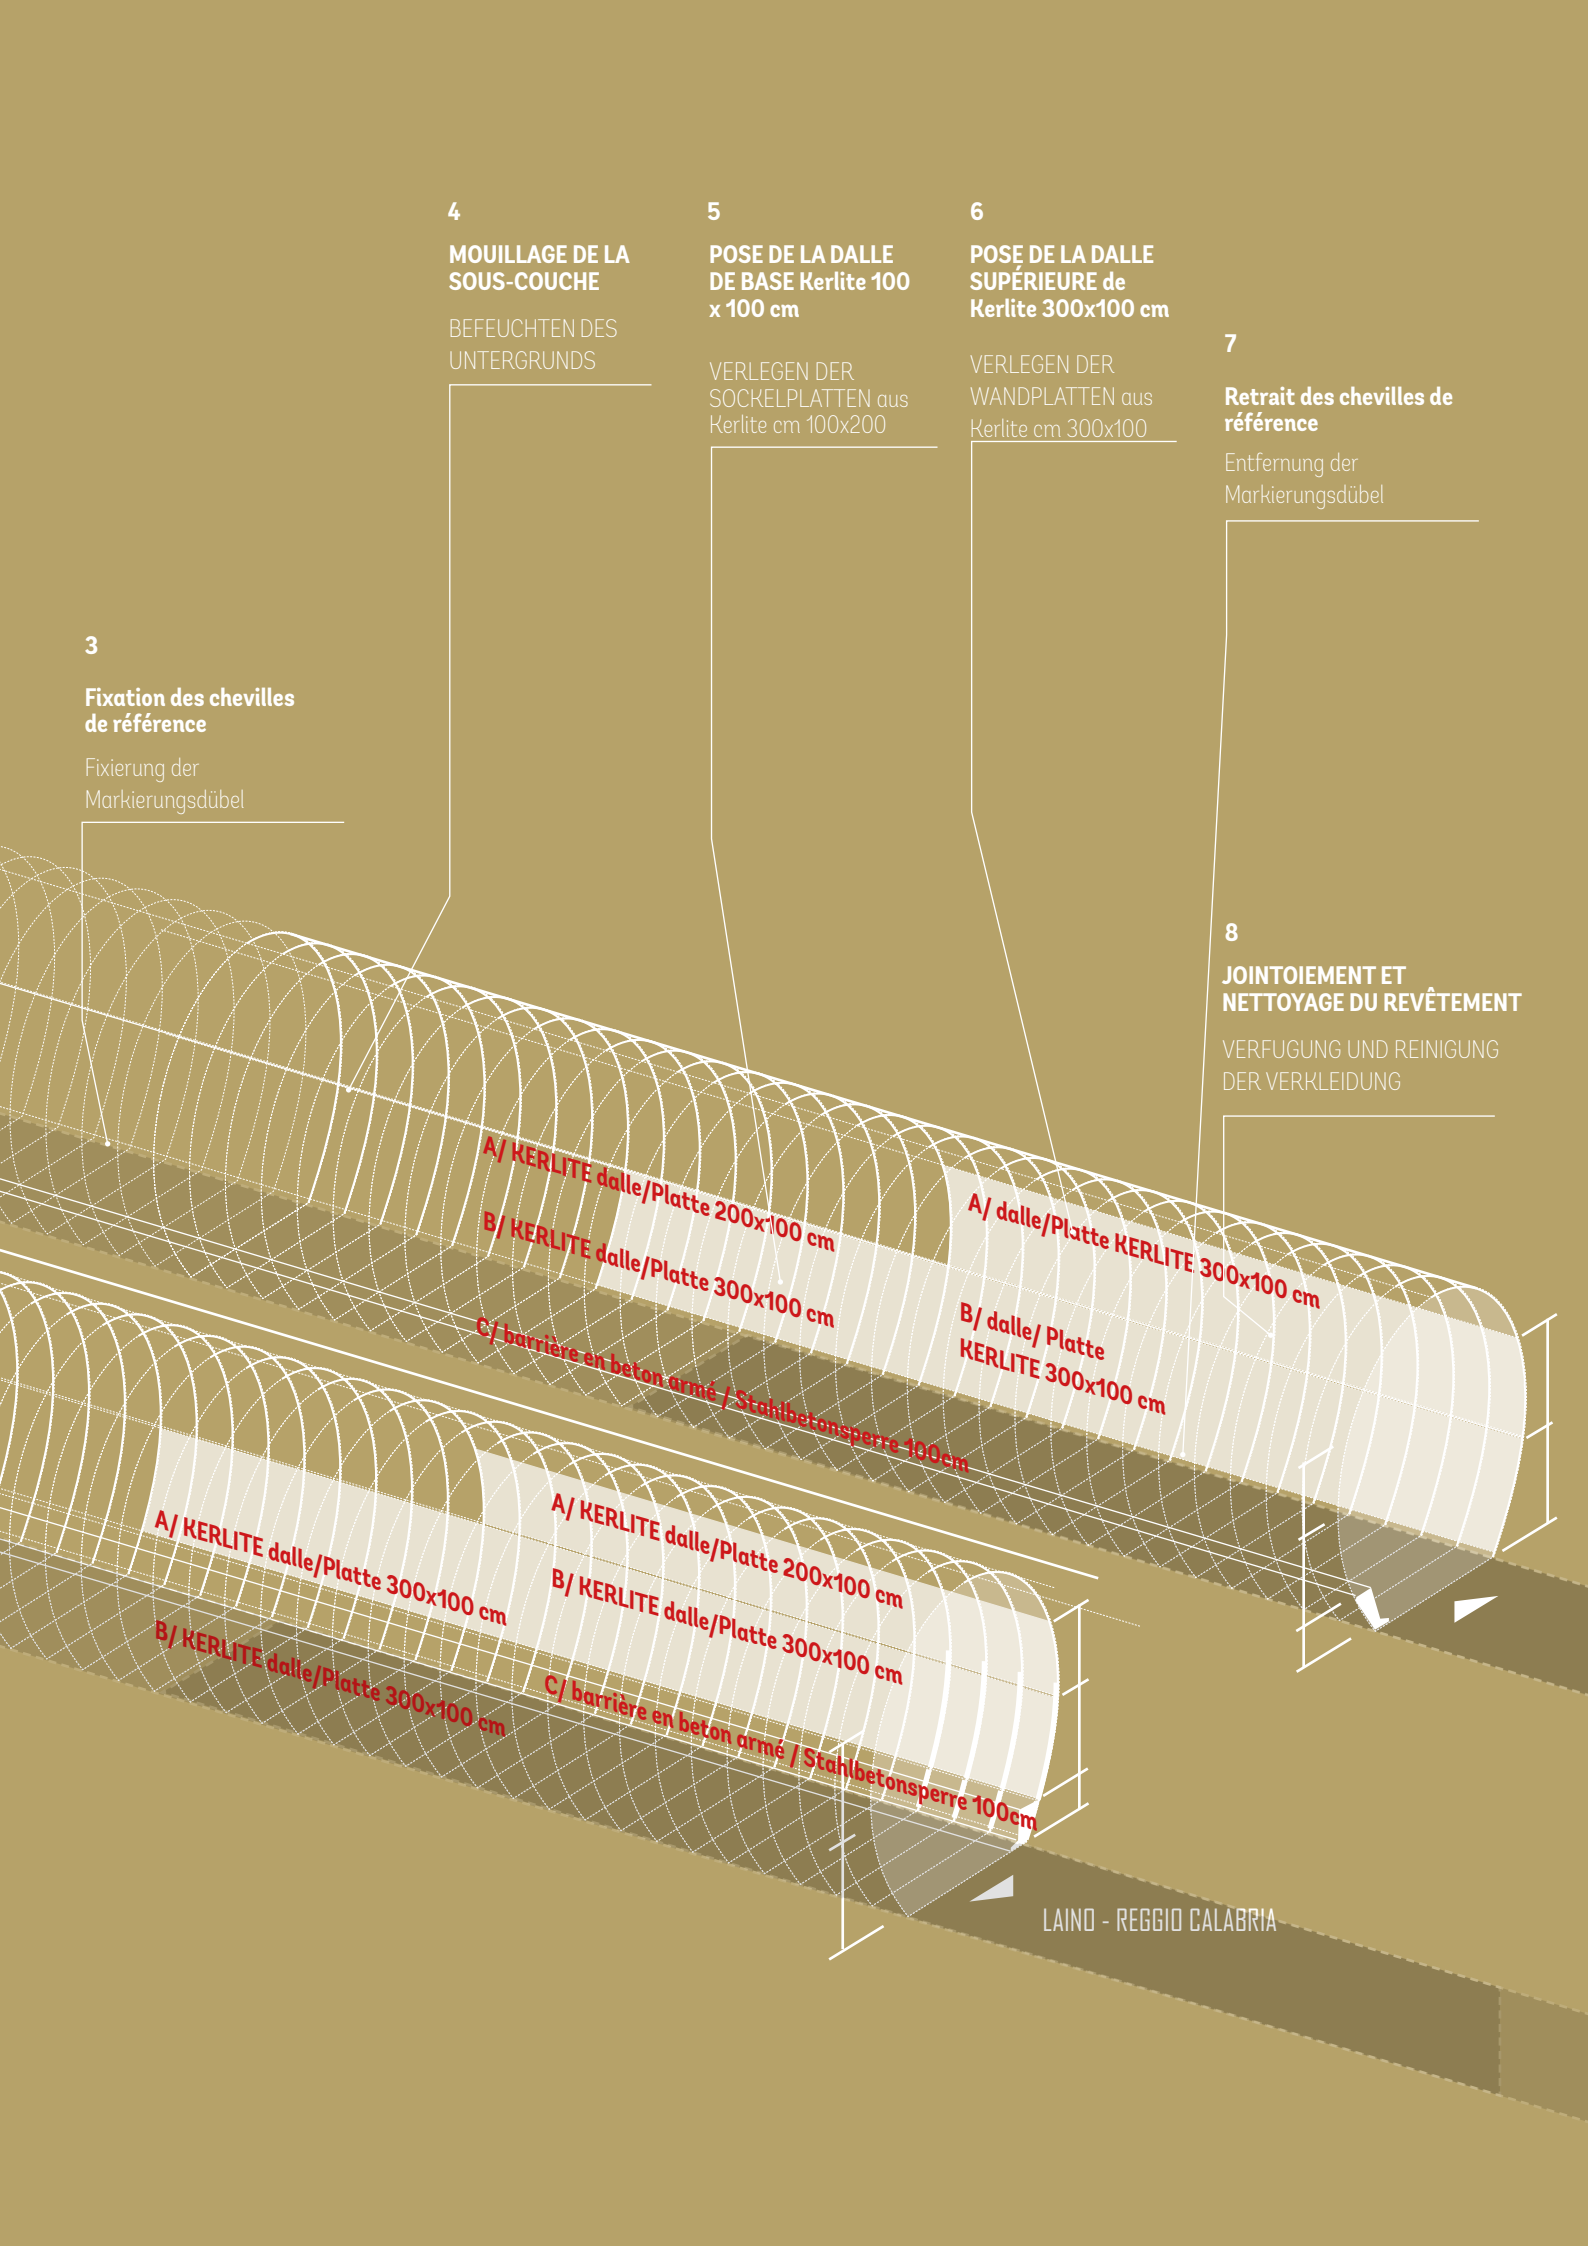 3
Fixation des chevilles
de référence
Fixierung der
Markierungsdübel
4
MOUILLAGE DE LA
SOUS-COUCHE
BEFEUCHTEN DES
UNTERGRUNDS
5
POSE DE LA DALLE
DE BASE Kerlite 100
x 100 cm
VERLEGEN DER
SOCKELPLATTEN aus
Kerlite cm 100x200
6
POSE DE LA DALLE
SUPÉRIEURE de
Kerlite 300x100 cm
VERLEGEN DER
WANDPLATTEN aus
Kerlite cm 300x100
7
Retrait des chevilles de
référence
Entfernung der
Markierungsdübel
8
JOINTOIEMENT ET
NETTOYAGE DU REVÊTEMENT
VERFUGUNG UND REINIGUNG
DER VERKLEIDUNG
A/ KERLITE dalle/Platte 200x100 cm
B/ KERLITE dalle/Platte 300x100 cm
C/ barrière en beton armé / Stahlbetonsperre 100cm
A/ dalle/Platte KERLITE 300x100 cm
B/ dalle/ Platte
KERLITE 300x100 cm
A/ KERLITE dalle/Platte 300x100 cm
B/ KERLITE dalle/Platte 300x100 cm
A/ KERLITE dalle/Platte 200x100 cm
B/ KERLITE dalle/Platte 300x100 cm
C/ barrière en beton armé / Stahlbetonsperre 100cm
LAINO - REGGIO CALABRIA